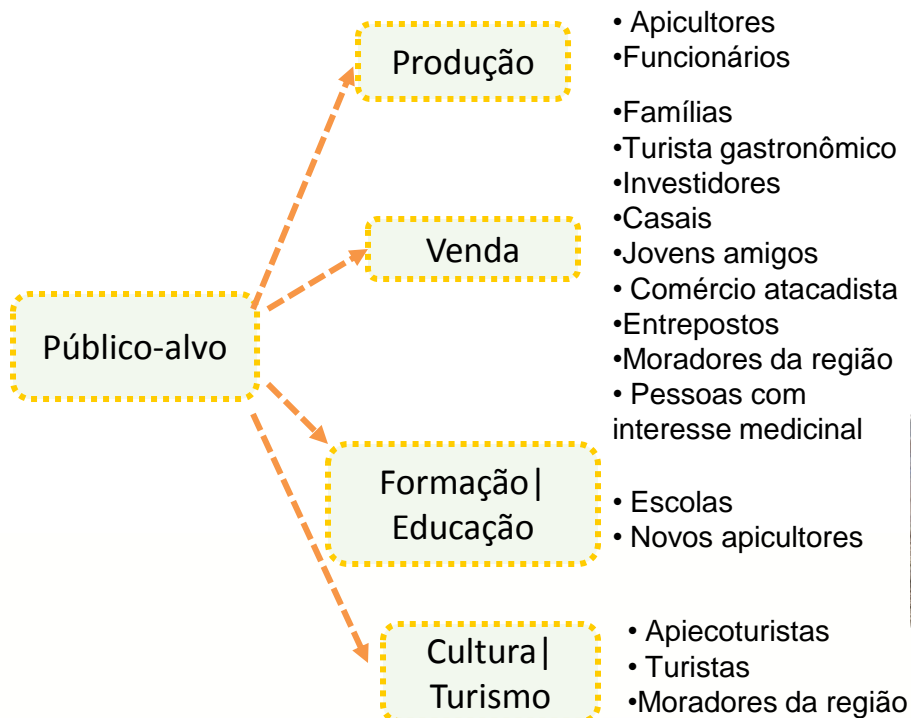 Público-alvo
Produção
• Apicultores
•Funcionários
Venda
•Famílias
•Turista gastronômico
•Investidores
•Casais
•Jovens amigos
• Comércio atacadista
•Entrepostos
•Moradores da região
• Pessoas com
interesse medicinal
Formação|
Educação
• Escolas
• Novos apicultores
Cultura|
Turismo
• Apiecoturistas
• Turistas
•Moradores da região